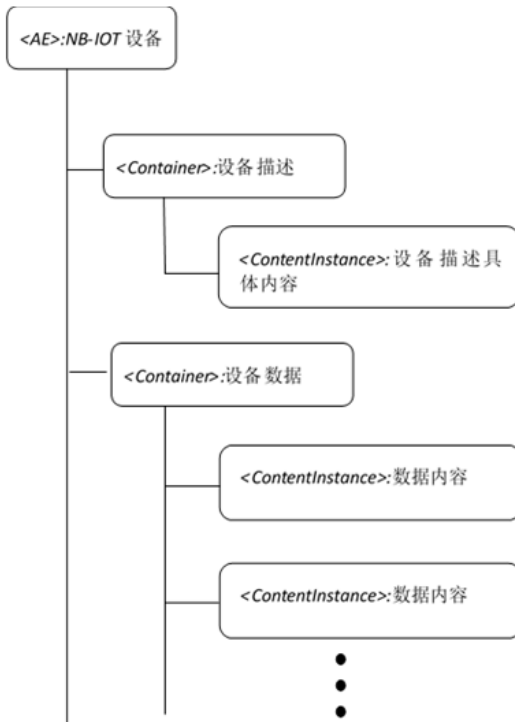 <AE>:NB-IOT 设备
<Container>:设备描述
<ContentInstance>:设备描述具
体内容
<Container>:设备数据
<ContentInstance>:数据内容
<ContentInstance>:数据内容